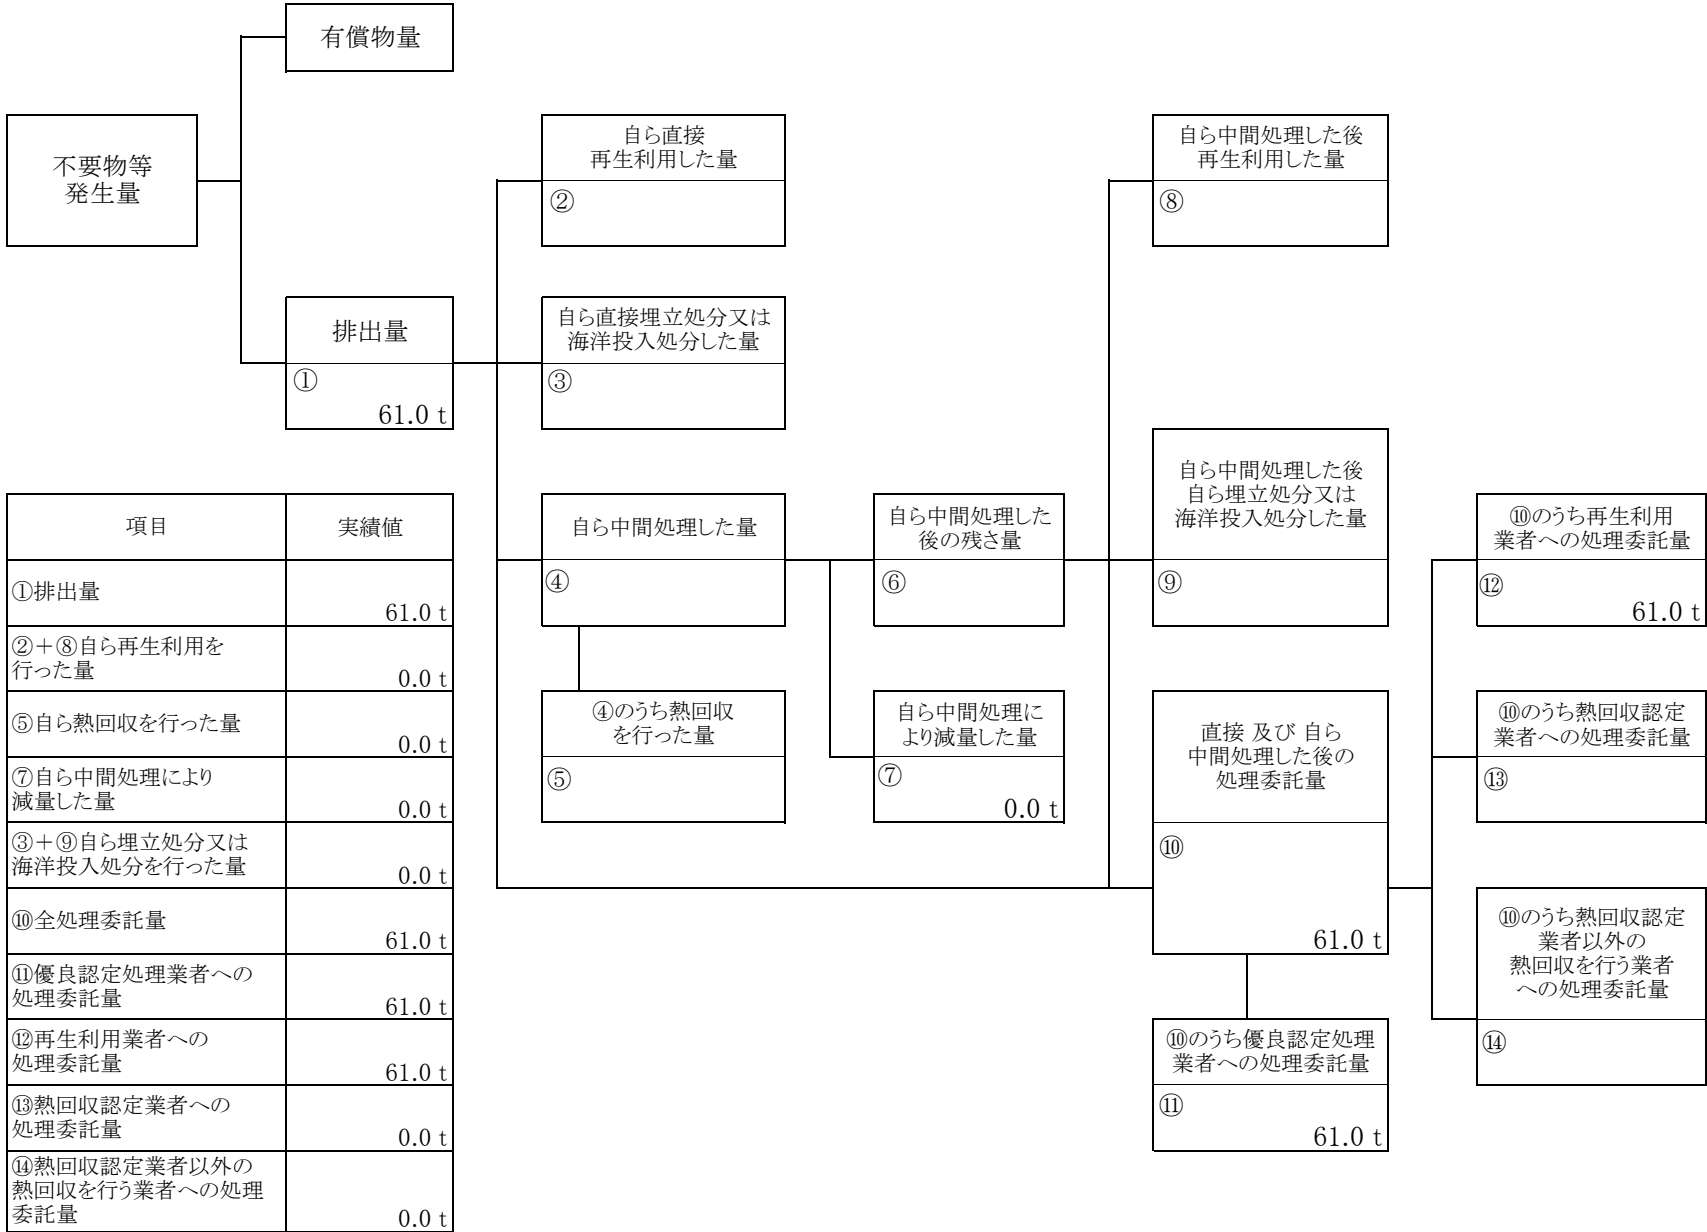 有償物量
不要物等
発生量
自ら直接
再生利用した量
②
自ら中間処理した後
再生利用した量
⑧
排出量
①
61.0 t
自ら直接埋立処分又は
海洋投入処分した量
③
自ら中間処理した量
④
自ら中間処理した
後の残さ量
⑥
自ら中間処理した後
自ら埋立処分又は
海洋投入処分した量
⑨
⑩のうち再生利用
業者への処理委託量
⑫
61.0 t
④のうち熱回収
を行った量
⑤
自ら中間処理に
より減量した量
⑦
0.0 t
直接 及び 自ら
中間処理した後の
処理委託量
⑩
61.0 t
⑩のうち熱回収認定
業者への処理委託量
⑬
⑩のうち熱回収認定
業者以外の
熱回収を行う業者
への処理委託量
⑭
⑩のうち優良認定処理
業者への処理委託量
⑪
61.0 t
項目 実績値
①排出量
61.0 t
②＋⑧自ら再生利用を
行った量
0.0 t
⑤自ら熱回収を行った量
0.0 t
⑦自ら中間処理により
減量した量
0.0 t
③＋⑨自ら埋立処分又は
海洋投入処分を行った量
0.0 t
⑩全処理委託量
61.0 t
⑪優良認定処理業者への
処理委託量
61.0 t
⑫再生利用業者への
処理委託量
61.0 t
⑬熱回収認定業者への
処理委託量
0.0 t
⑭熱回収認定業者以外の
熱回収を行う業者への処理
委託量
0.0 t